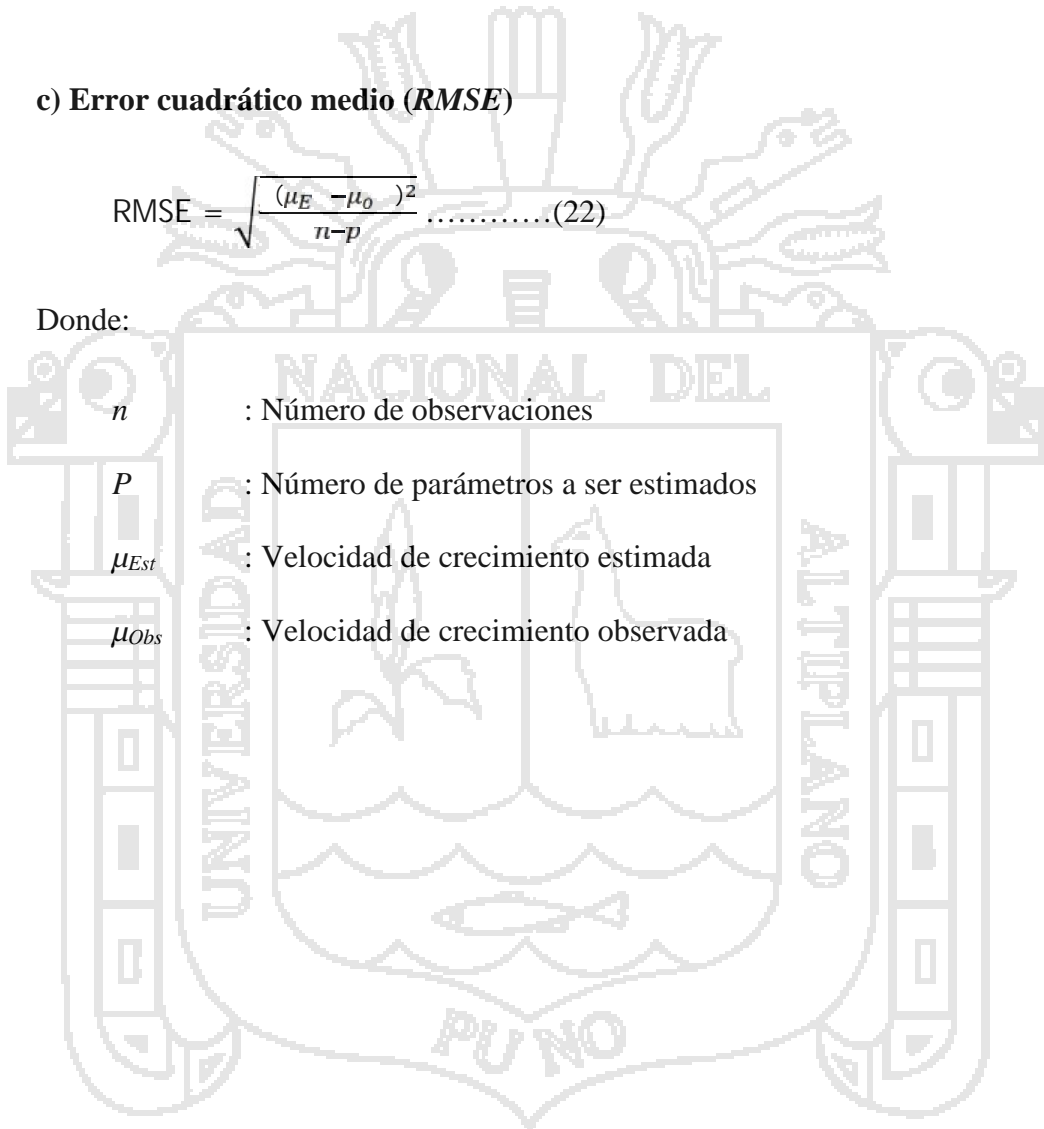 c) Error cuadrático medio (RMSE)
RMSE = √((μE −μo )² / n−p) …………(22)
Donde:
n : Número de observaciones
P : Número de parámetros a ser estimados
μEst : Velocidad de crecimiento estimada
μObs : Velocidad de crecimiento observada
NACIONAL DEL
UNIVERSIDAD
ALTIPLANO
PUNO